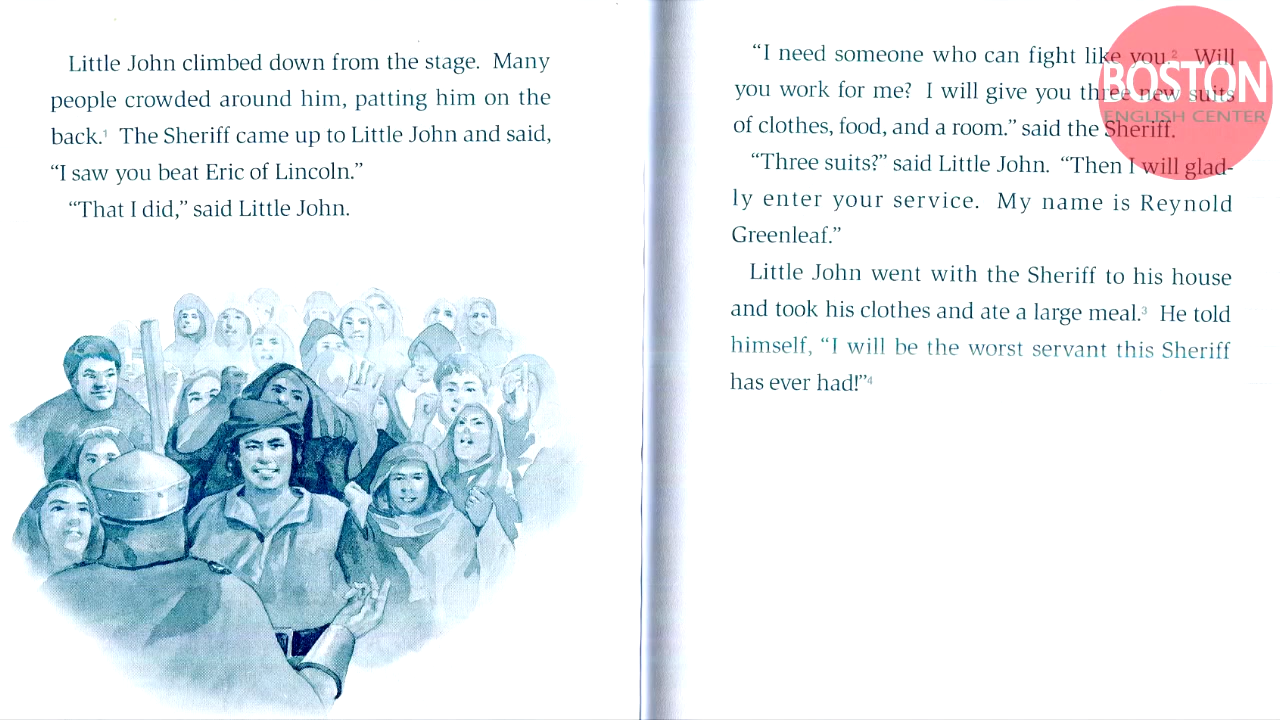 Little John climbed down from the stage. Many
people crowded around him, patting him on the
back.¹ The Sheriff came up to Little John and said,
“I saw you beat Eric of Lincoln.”
“That I did,” said Little John.
“I need someone who can fight like you.² Will
you work for me? I will give you three new suits
of clothes, food, and a room.” said the Sheriff.
“Three suits?” said Little John. “Then I will glad-
ly enter your service. My name is Reynold
Greenleaf.”
Little John went with the Sheriff to his house
and took his clothes and ate a large meal.³ He told
himself, “I will be the worst servant this Sheriff
has ever had!”⁴
BOSTON
ENGLISH CENTER